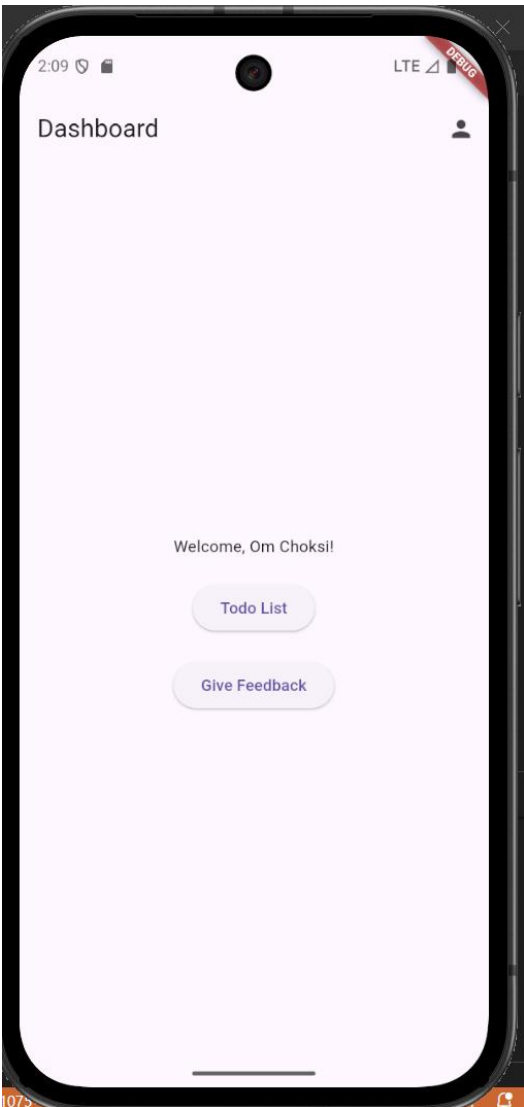 2:09 LTE
DEBUG
Dashboard
Welcome, Om Choksi!
Todo List
Give Feedback
1075